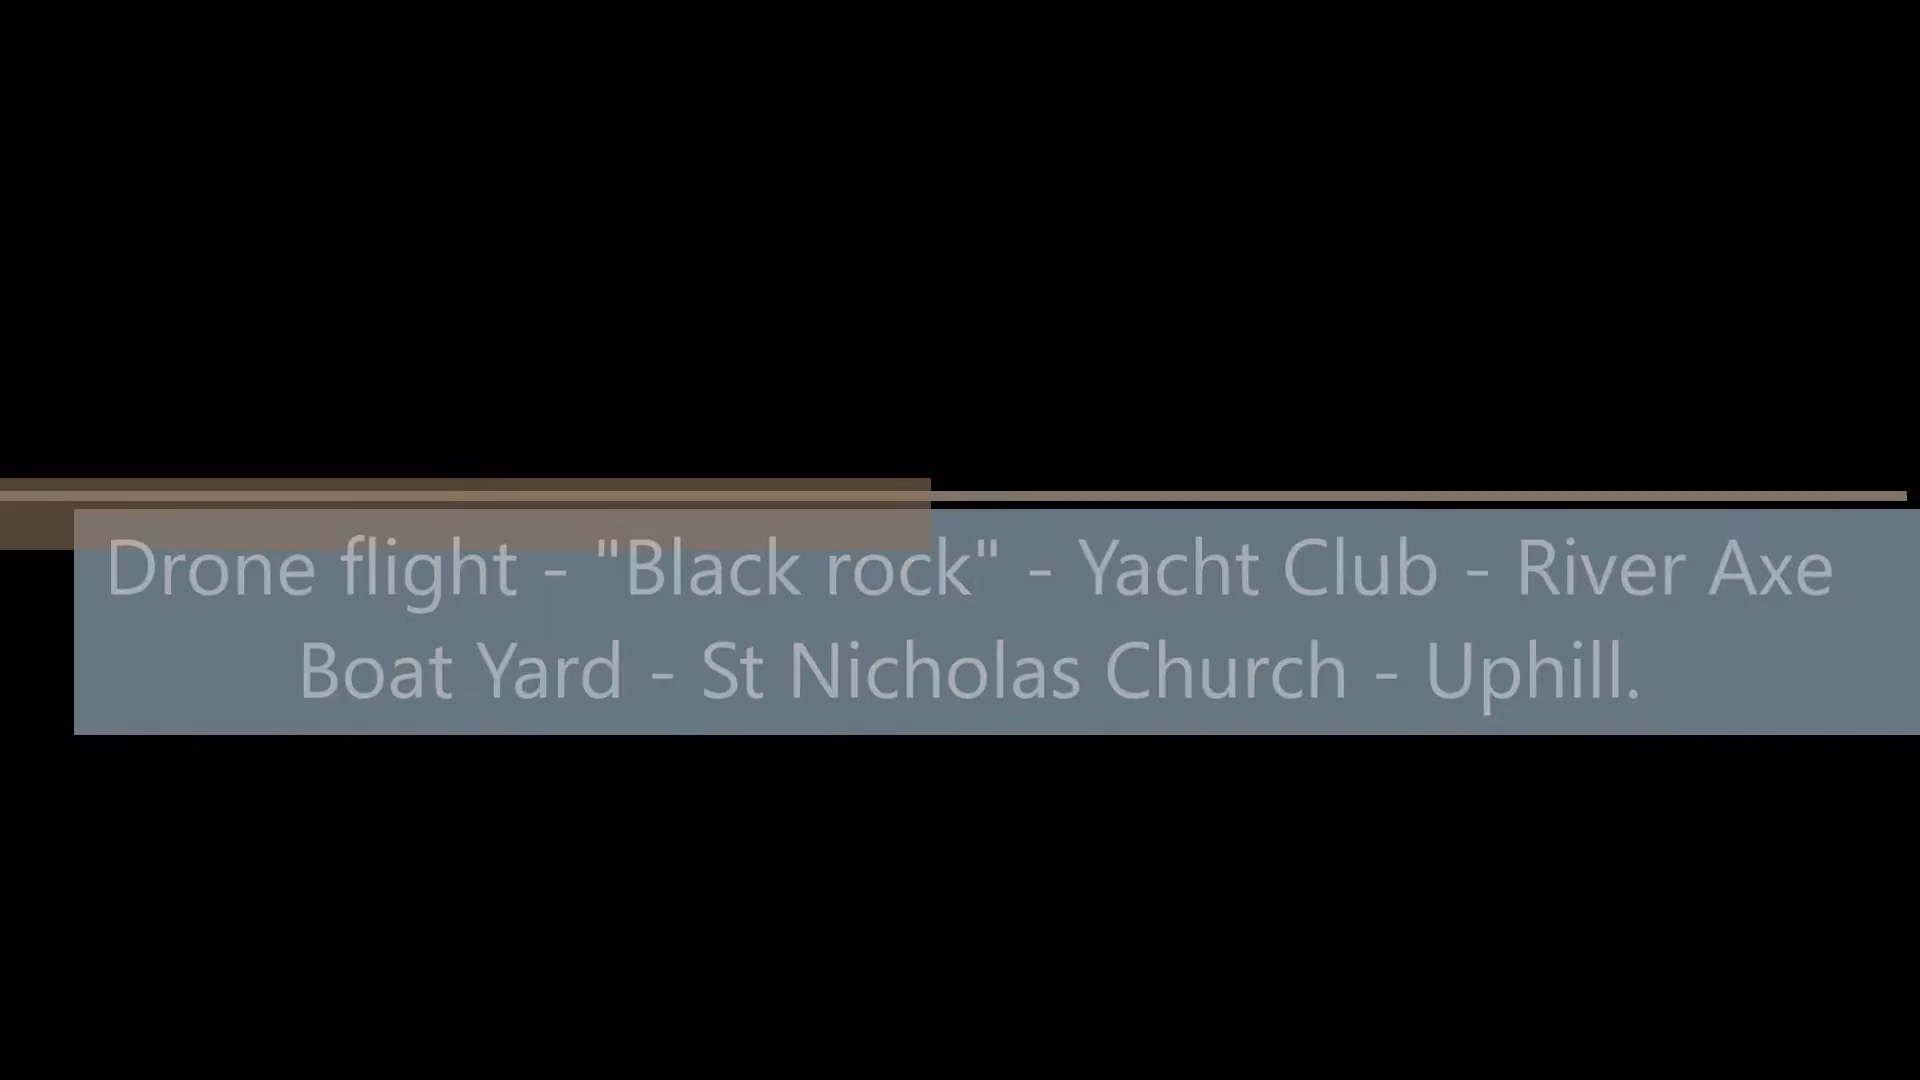 Drone flight - "Black rock" - Yacht Club - River Axe
Boat Yard - St Nicholas Church - Uphill.